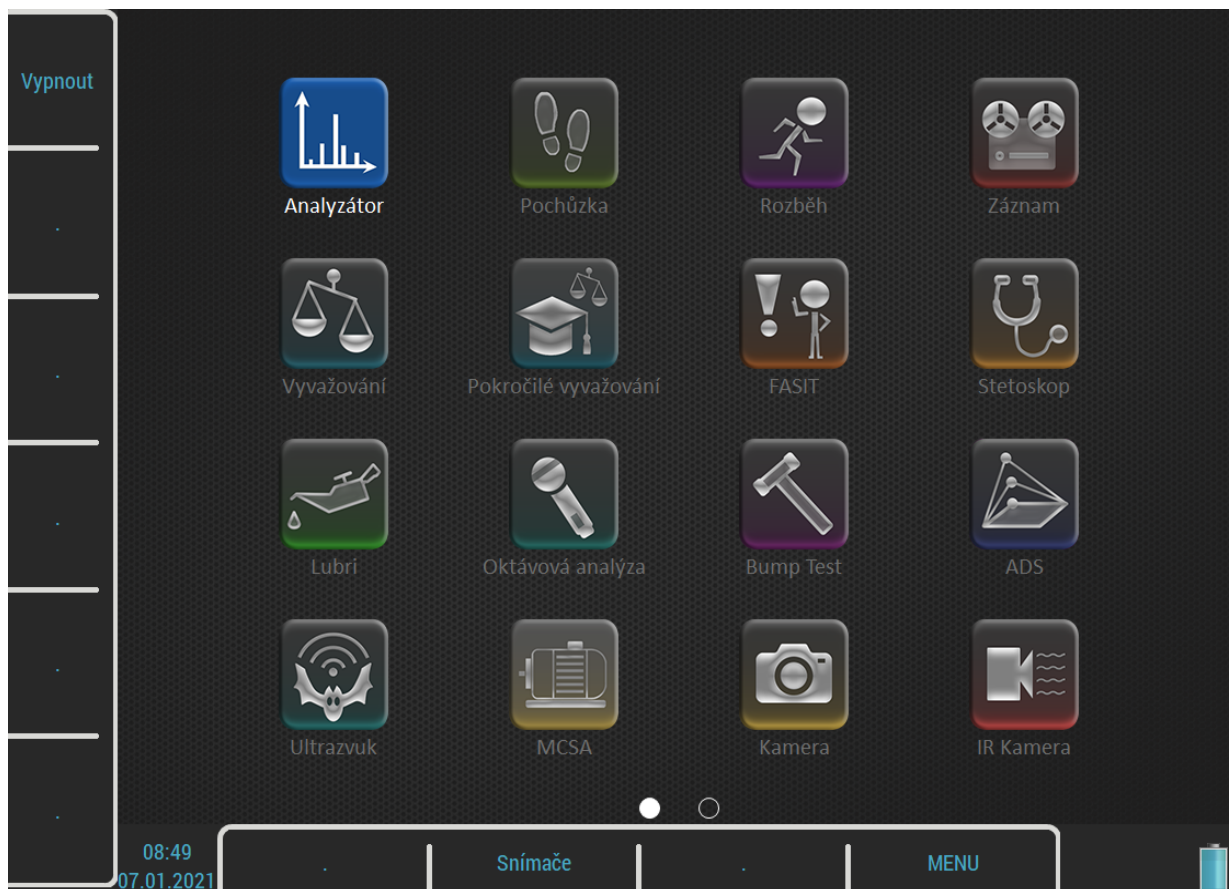 Vypnout
Analyzátor
Pochůzka
Rozběh
Záznam
Vyvažování
Pokročilé vyvažování
FASIT
Stetoskop
Lubri
Oktávová analýza
Bump Test
ADS
Ultrazvuk
MCSA
Kamera
IR Kamera
08:49
07.01.2021
Snímače
MENU